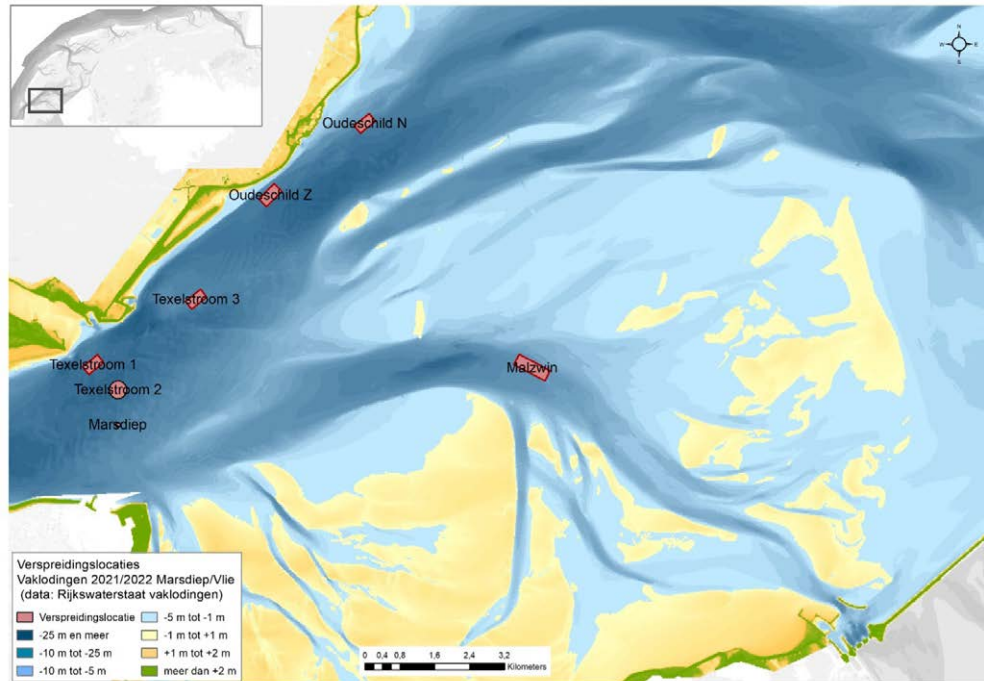 N
W E
S
Oudeschild N
Oudeschild Z
Texelstroom 3
Texelstroom 1
Malzwin
Texelstroom 2
Marsdiep
Verspreidingslocaties
Vaklodingen 2021/2022 Marsdiep/Vlie
(data: Rijkswaterstaat vaklodingen)
Verspreidingslocatie -5 m tot -1 m
-25 m en meer -1 m tot +1 m
-10 m tot -25 m +1 m tot +2 m
-10 m tot -5 m meer dan +2 m
0 0,4 0,8 1,6 2,4 3,2
Kilometers